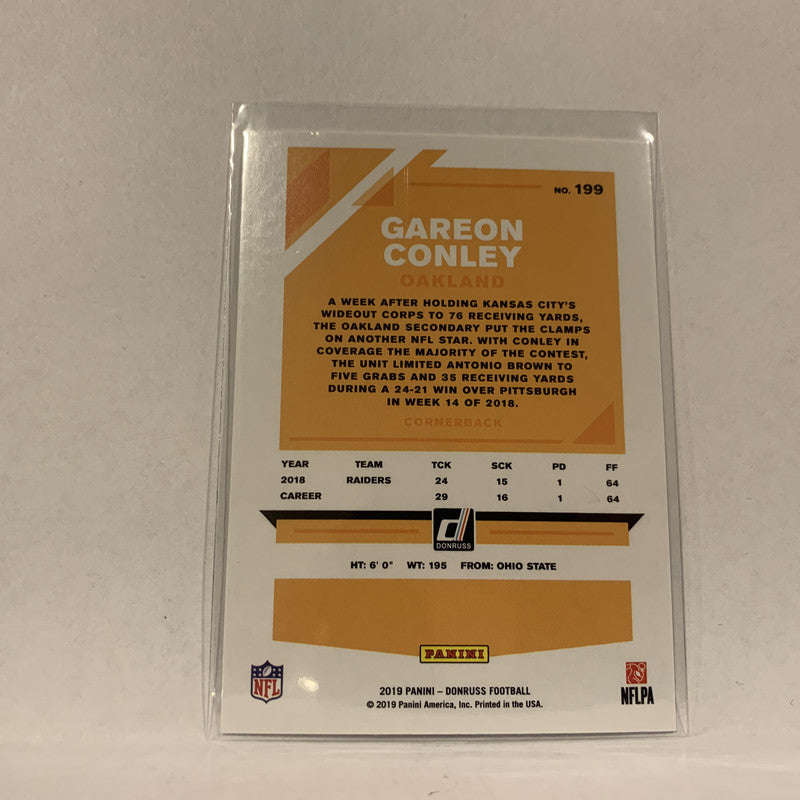 NO. 199
GAREON
CONLEY
OAKLAND
A WEEK AFTER HOLDING KANSAS CITY'S
WIDEOUT CORPS TO 76 RECEIVING YARDS,
THE OAKLAND SECONDARY PUT THE CLAMPS
ON ANOTHER NFL STAR. WITH CONLEY IN
COVERAGE THE MAJORITY OF THE CONTEST,
THE UNIT LIMITED ANTONIO BROWN TO
FIVE GRABS AND 35 RECEIVING YARDS
DURING A 24-21 WIN OVER PITTSBURGH
IN WEEK 14 OF 2018.
CORNERBACK
YEAR TEAM TCK SCK PD FF
2018 RAIDERS 24 15 1 64
CAREER 29 16 1 64
d
DONRUSS
HT: 6' 0" WT: 195 FROM: OHIO STATE
PANINI
NFL
NFLPA
2019 PANINI – DONRUSS FOOTBALL
© 2019 Panini America, Inc. Printed in the USA.